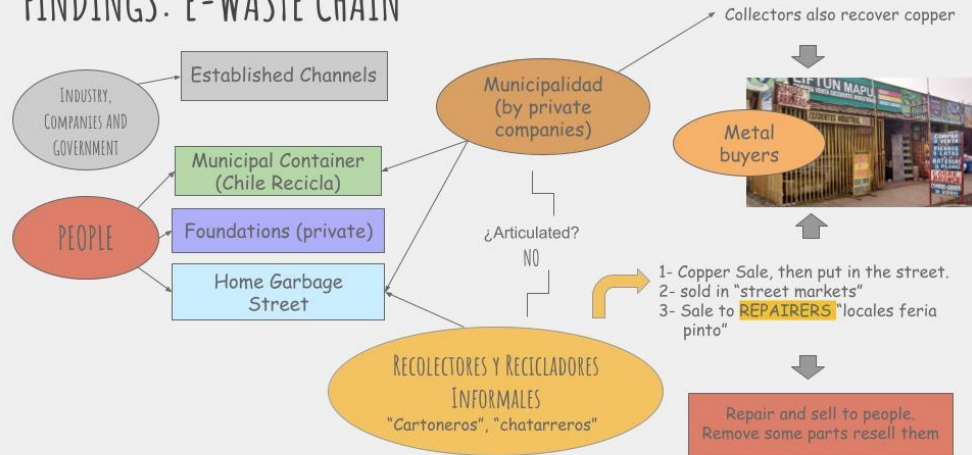 FINDINGS: E-WASTE CHAIN
INDUSTRY,
COMPANIES AND
GOVERNMENT
Established Channels
PEOPLE
Municipal Container
(Chile Recicla)
Foundations (private)
Home Garbage
Street
Municipalidad
(by private
companies)
¿Articulated?
NO
RECOLECTORES Y RECICLADORES
INFORMALES
"Cartoneros", "chatarreros"
Collectors also recover copper
Metal
buyers
MAPU
COMPRA
VENTA
1- Copper Sale, then put in the street.
2- sold in "street markets"
3- Sale to REPAIRERS "locales feria
pinto"
Repair and sell to people.
Remove some parts resell them